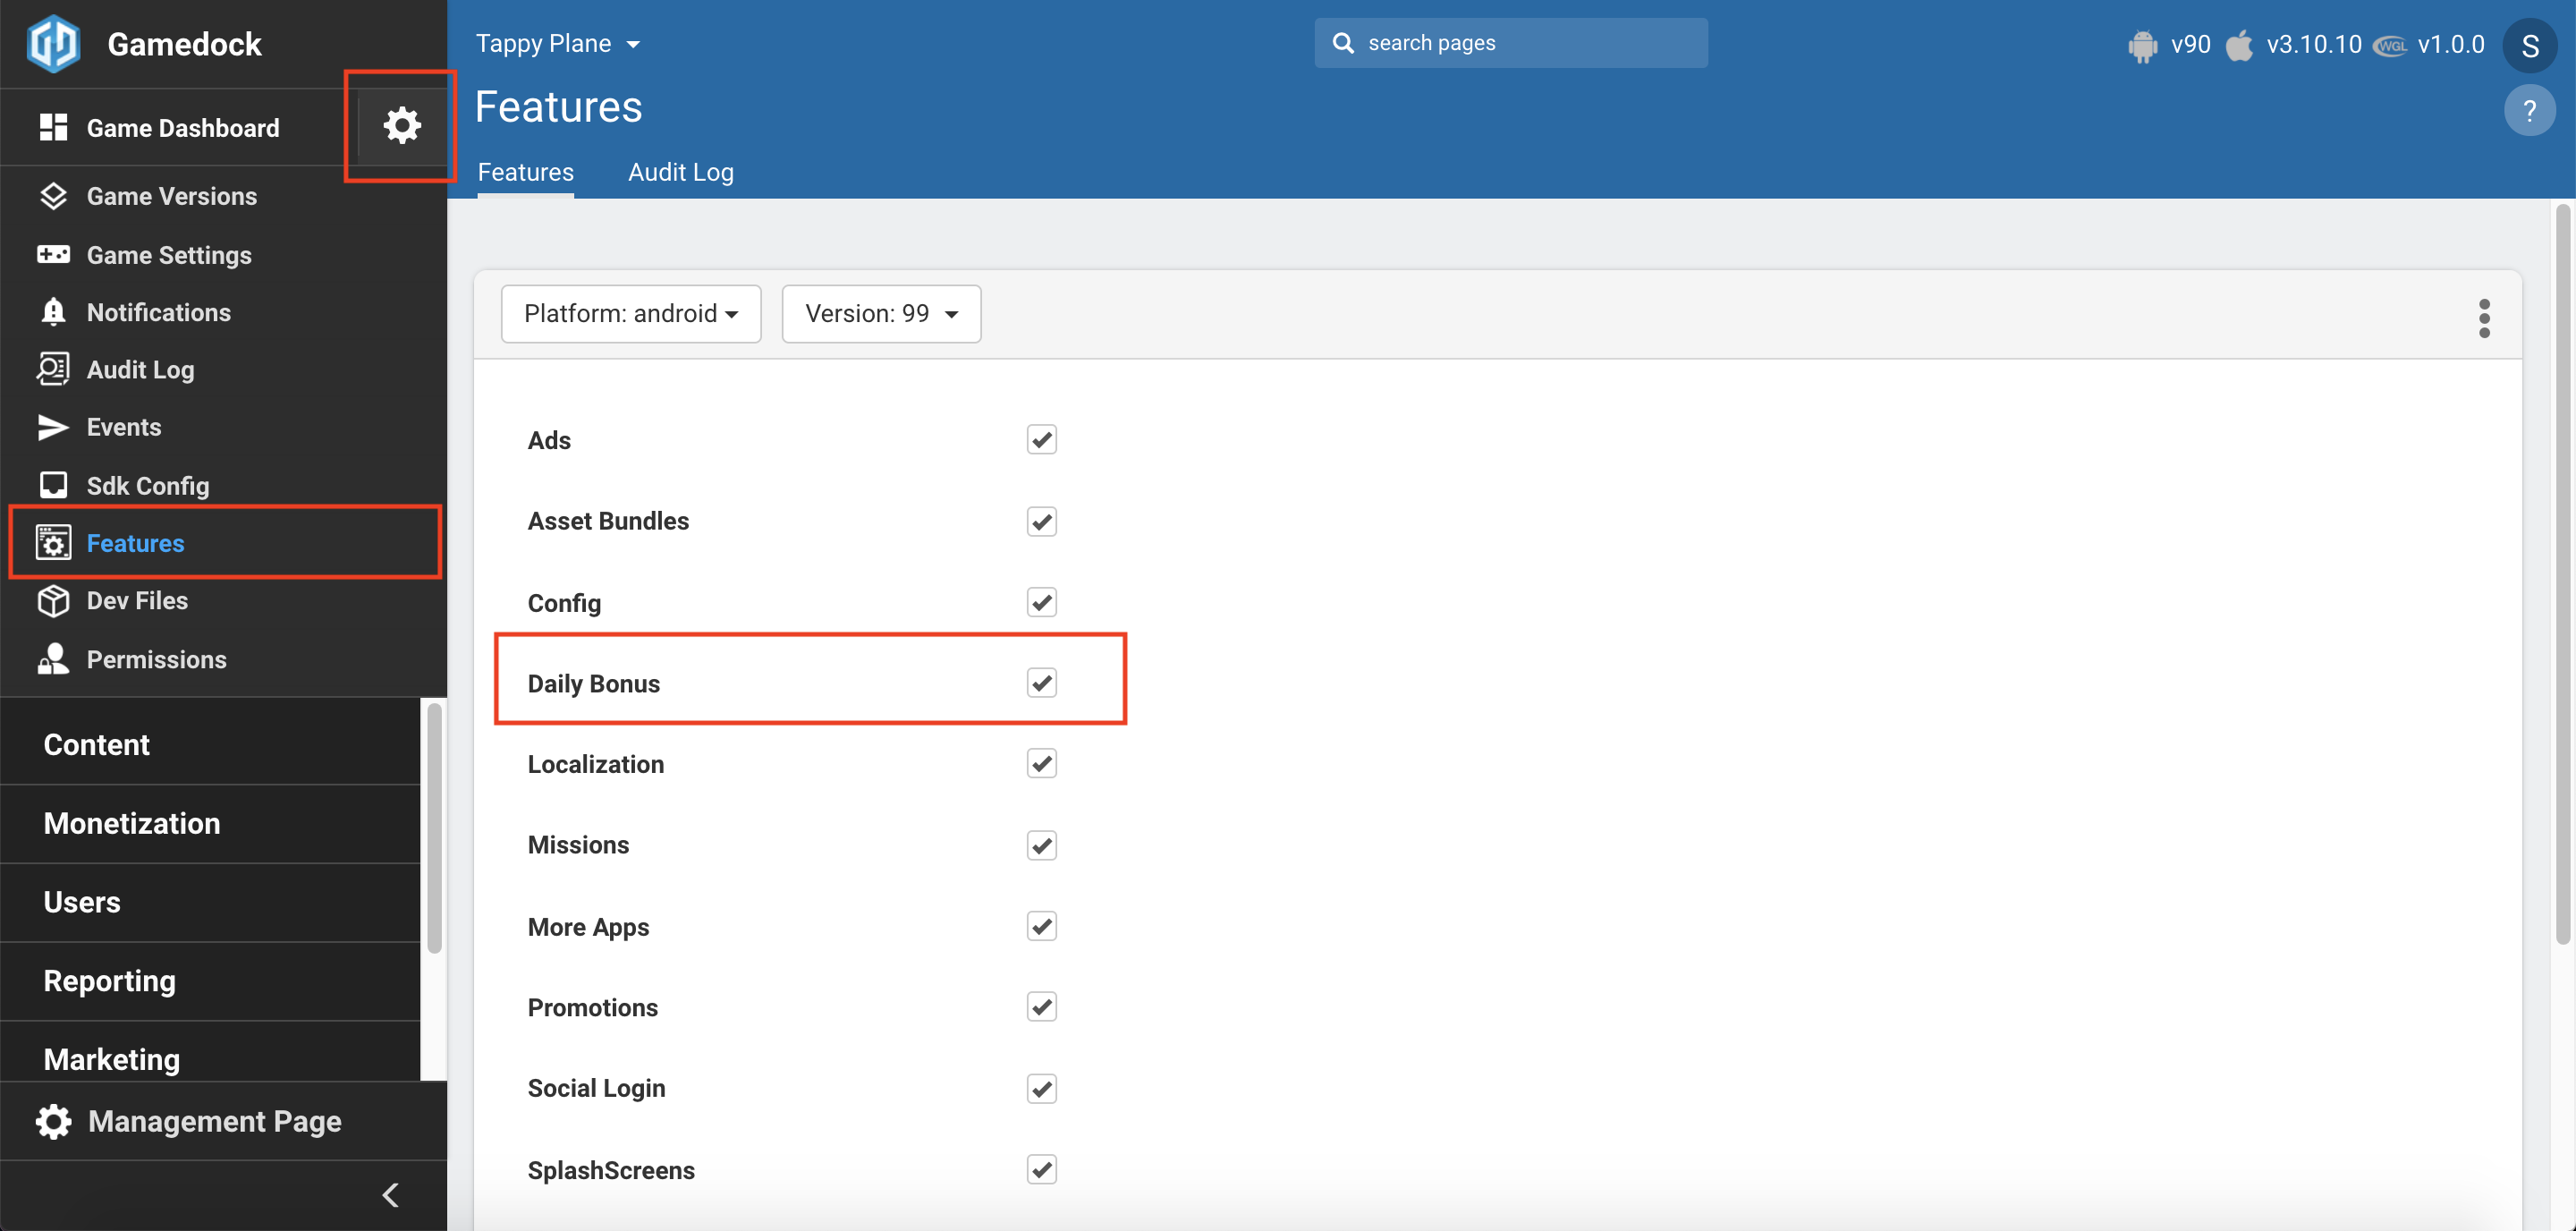 Gamedock
Game Dashboard
Game Versions
Game Settings
Notifications
Audit Log
Events
Sdk Config
Features
Dev Files
Permissions
Content
Monetization
Users
Reporting
Marketing
Management Page
Tappy Plane
search pages
v90
v3.10.10
WGL
v1.0.0
S
?
Features
Features
Audit Log
Platform: android
Version: 99
Ads
Asset Bundles
Config
Daily Bonus
Localization
Missions
More Apps
Promotions
Social Login
SplashScreens